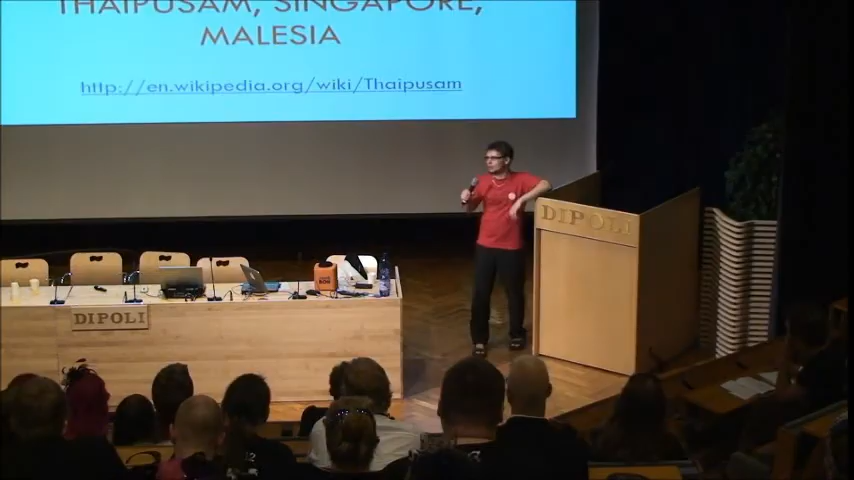 THAIPUSAM, SINGAPORE,
MALESIA
http://en.wikipedia.org/wiki/Thaipusam
DIPOLI
DIPOLI